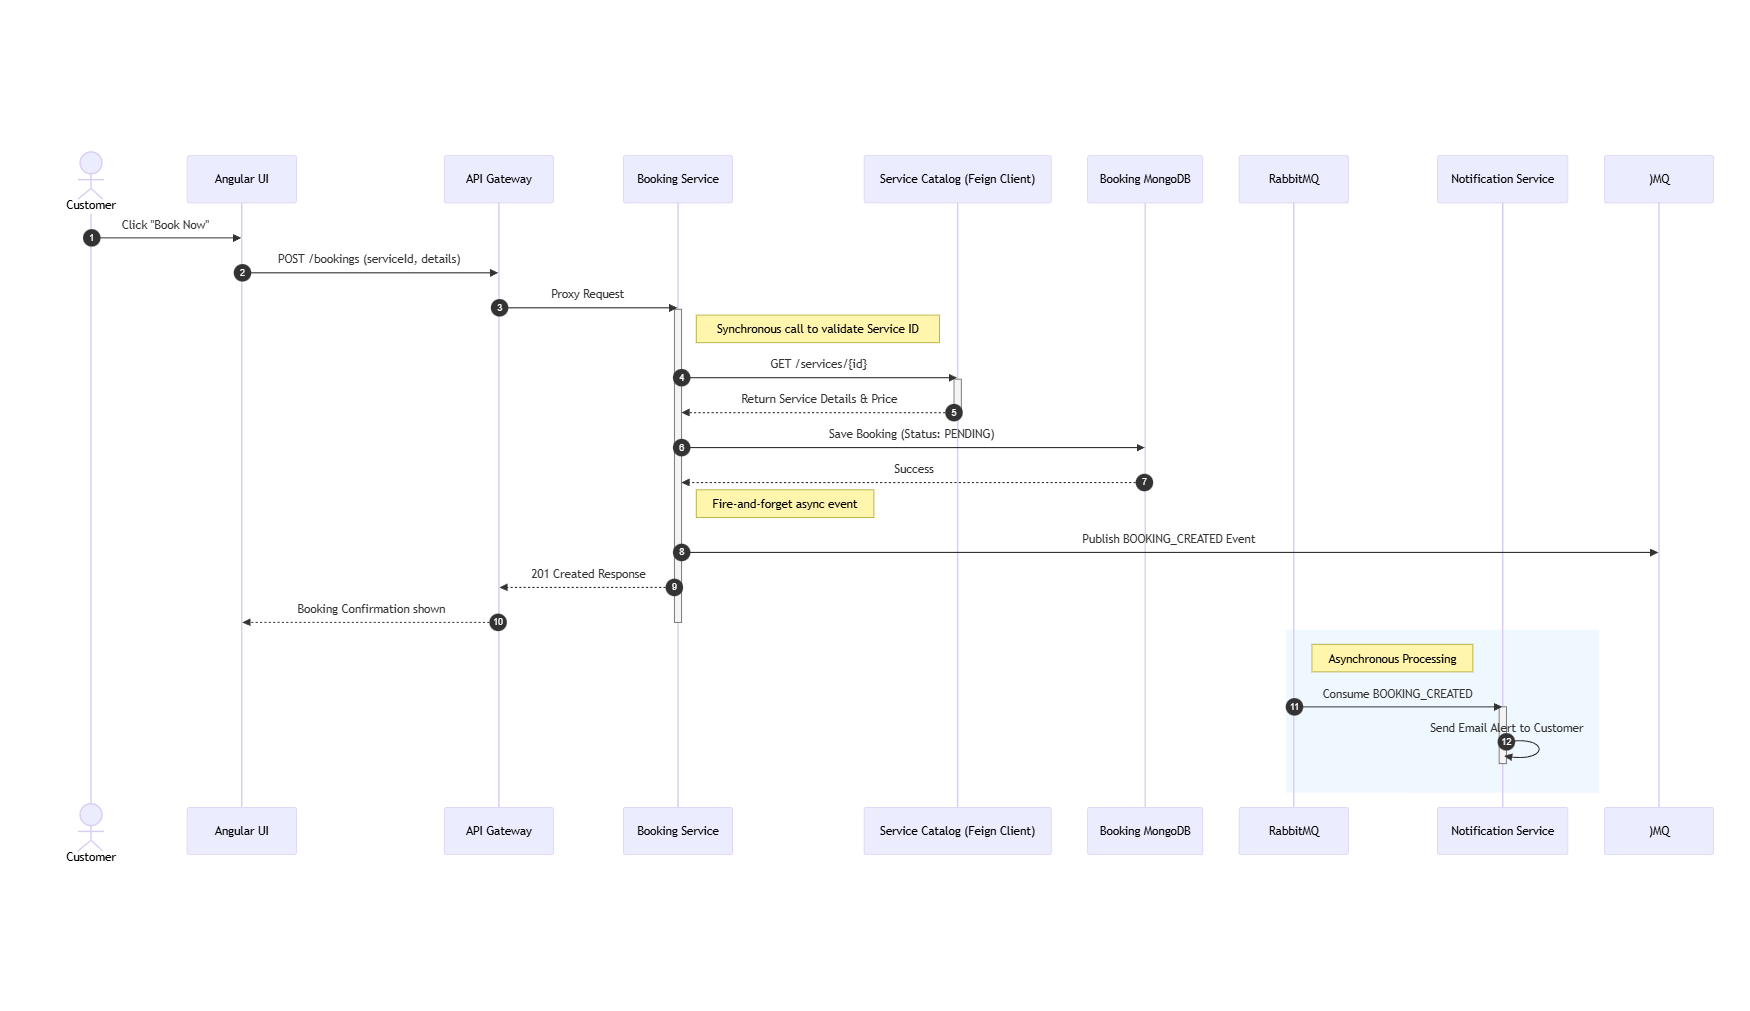 Customer
Angular UI
API Gateway
Booking Service
Service Catalog (Feign Client)
Booking MongoDB
RabbitMQ
Notification Service
)MQ
Click "Book Now"
1
POST /bookings (serviceId, details)
2
Proxy Request
3
Synchronous call to validate Service ID
GET /services/{id}
4
Return Service Details & Price
5
Save Booking (Status: PENDING)
6
Success
7
Fire-and-forget async event
Publish BOOKING_CREATED Event
8
201 Created Response
9
Booking Confirmation shown
10
Asynchronous Processing
Consume BOOKING_CREATED
11
Send Email Alert to Customer
12
Customer
Angular UI
API Gateway
Booking Service
Service Catalog (Feign Client)
Booking MongoDB
RabbitMQ
Notification Service
)MQ